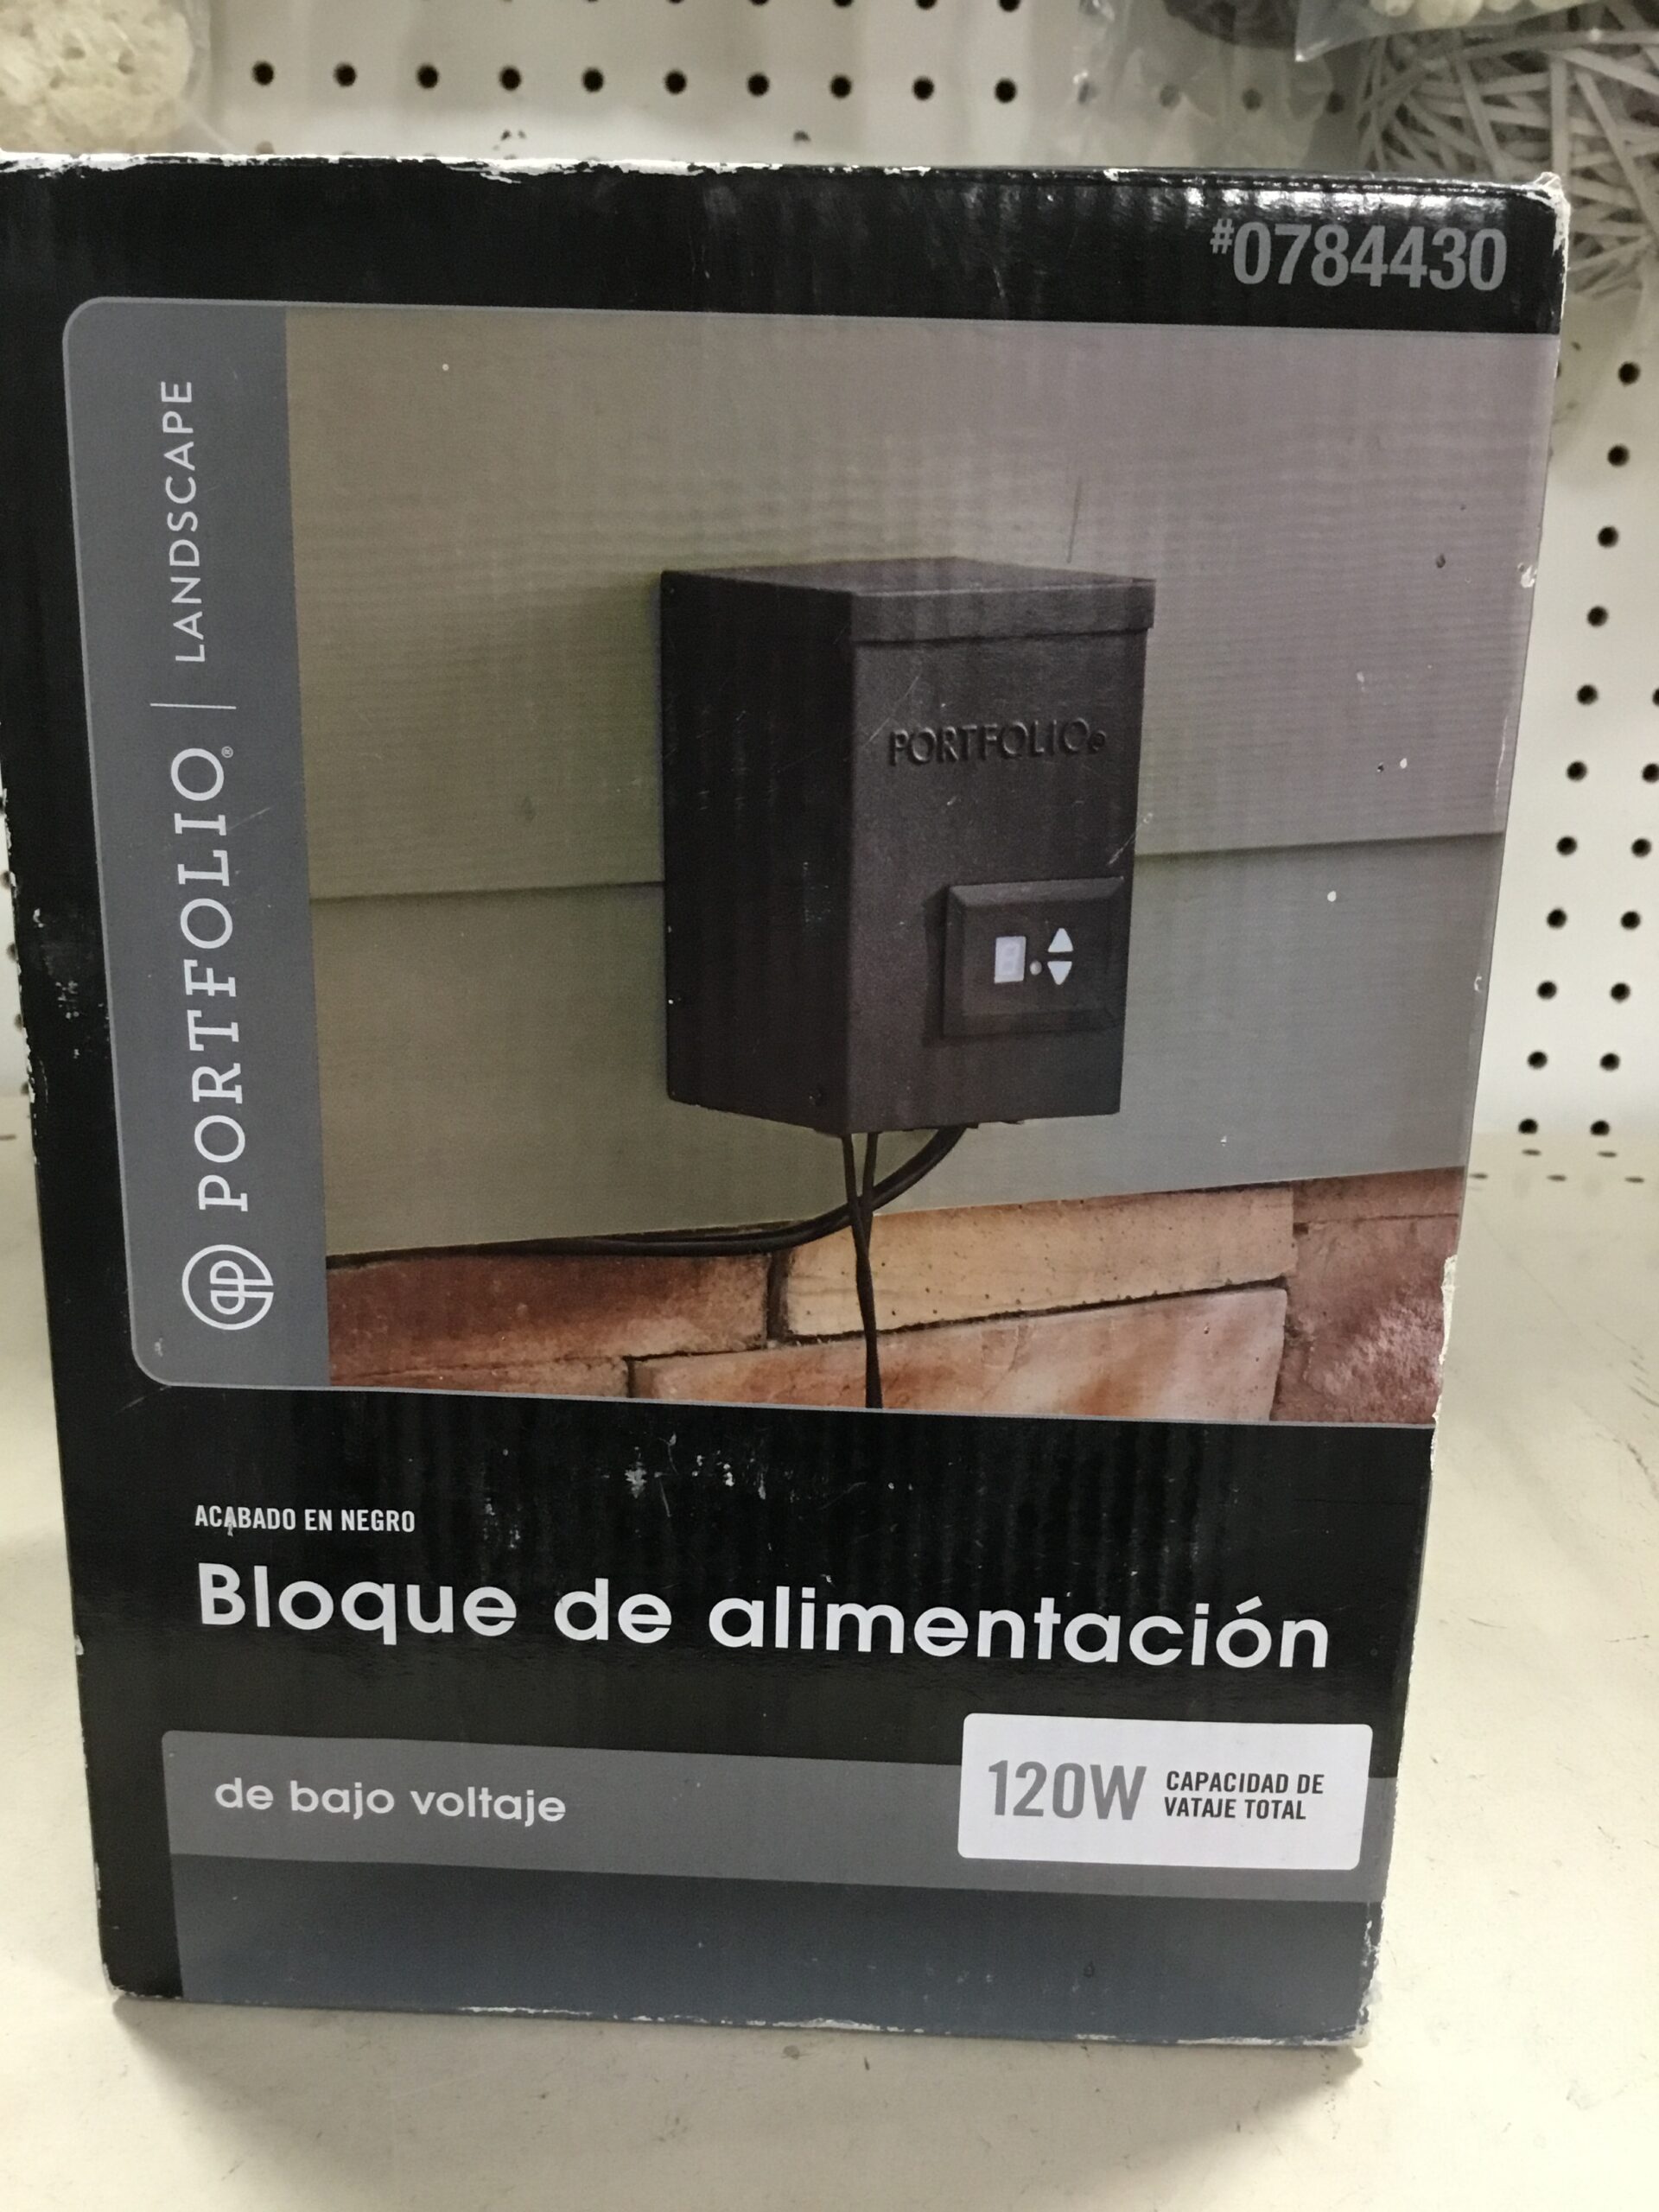 #0784430
PORTFOLIO® | LANDSCAPE
PORTFOLIO®
ACABADO EN NEGRO
Bloque de alimentación
de bajo voltaje
120W CAPACIDAD DE
VATAJE TOTAL